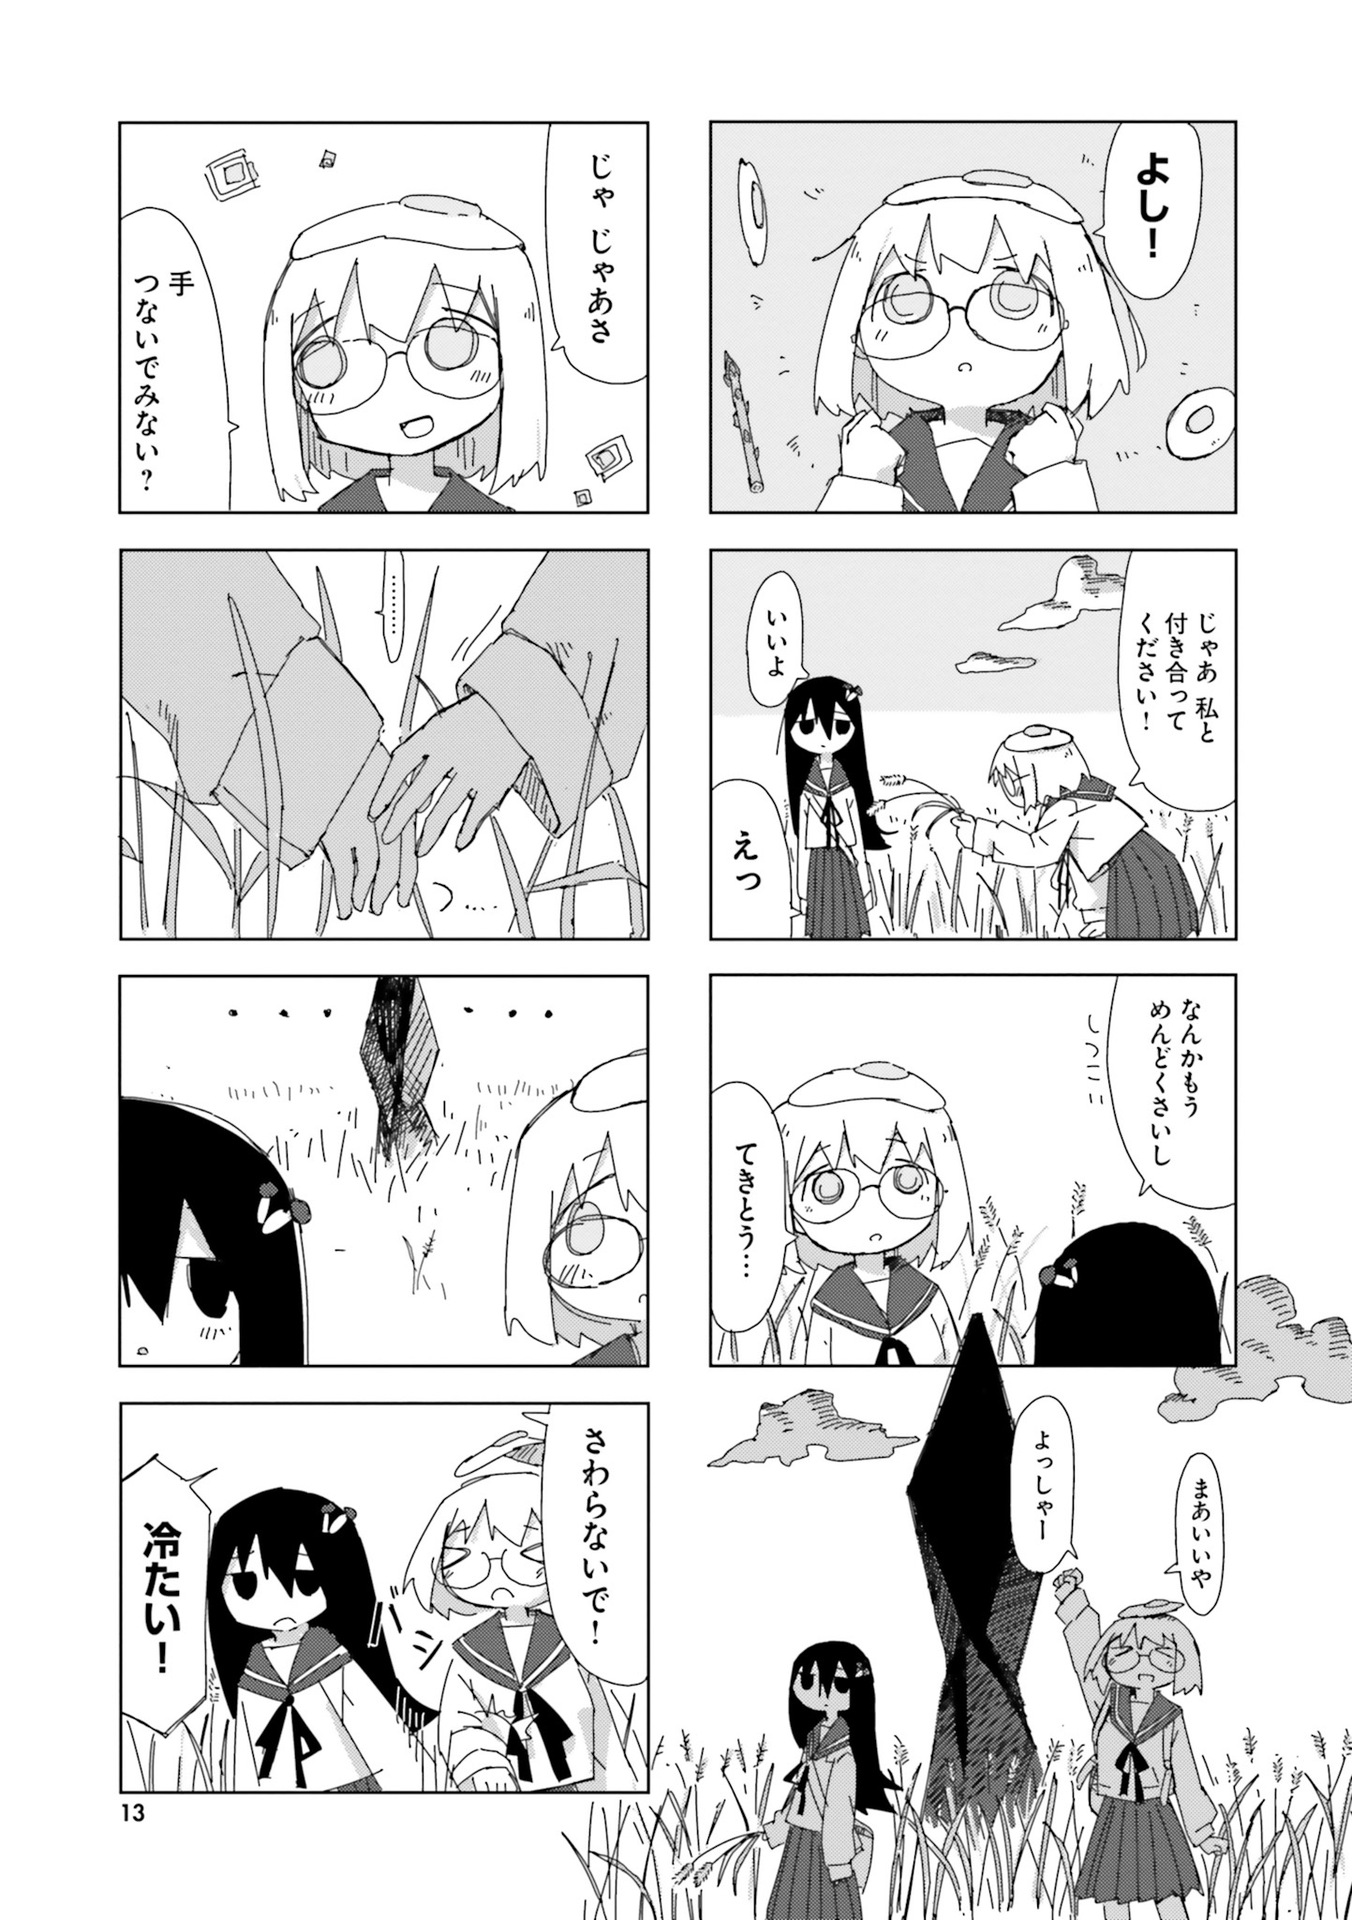 よし！
じゃあ 私と
付き合って
ください！
いいよ
えっ
なんかもう
めんどくさいし
しつこい
てきとう…
まあいいや
よっしゃー
じゃ じゃあさ
手
つないでみない？
………
・・・・・・
さわらないで！
バシ
冷たい！
13